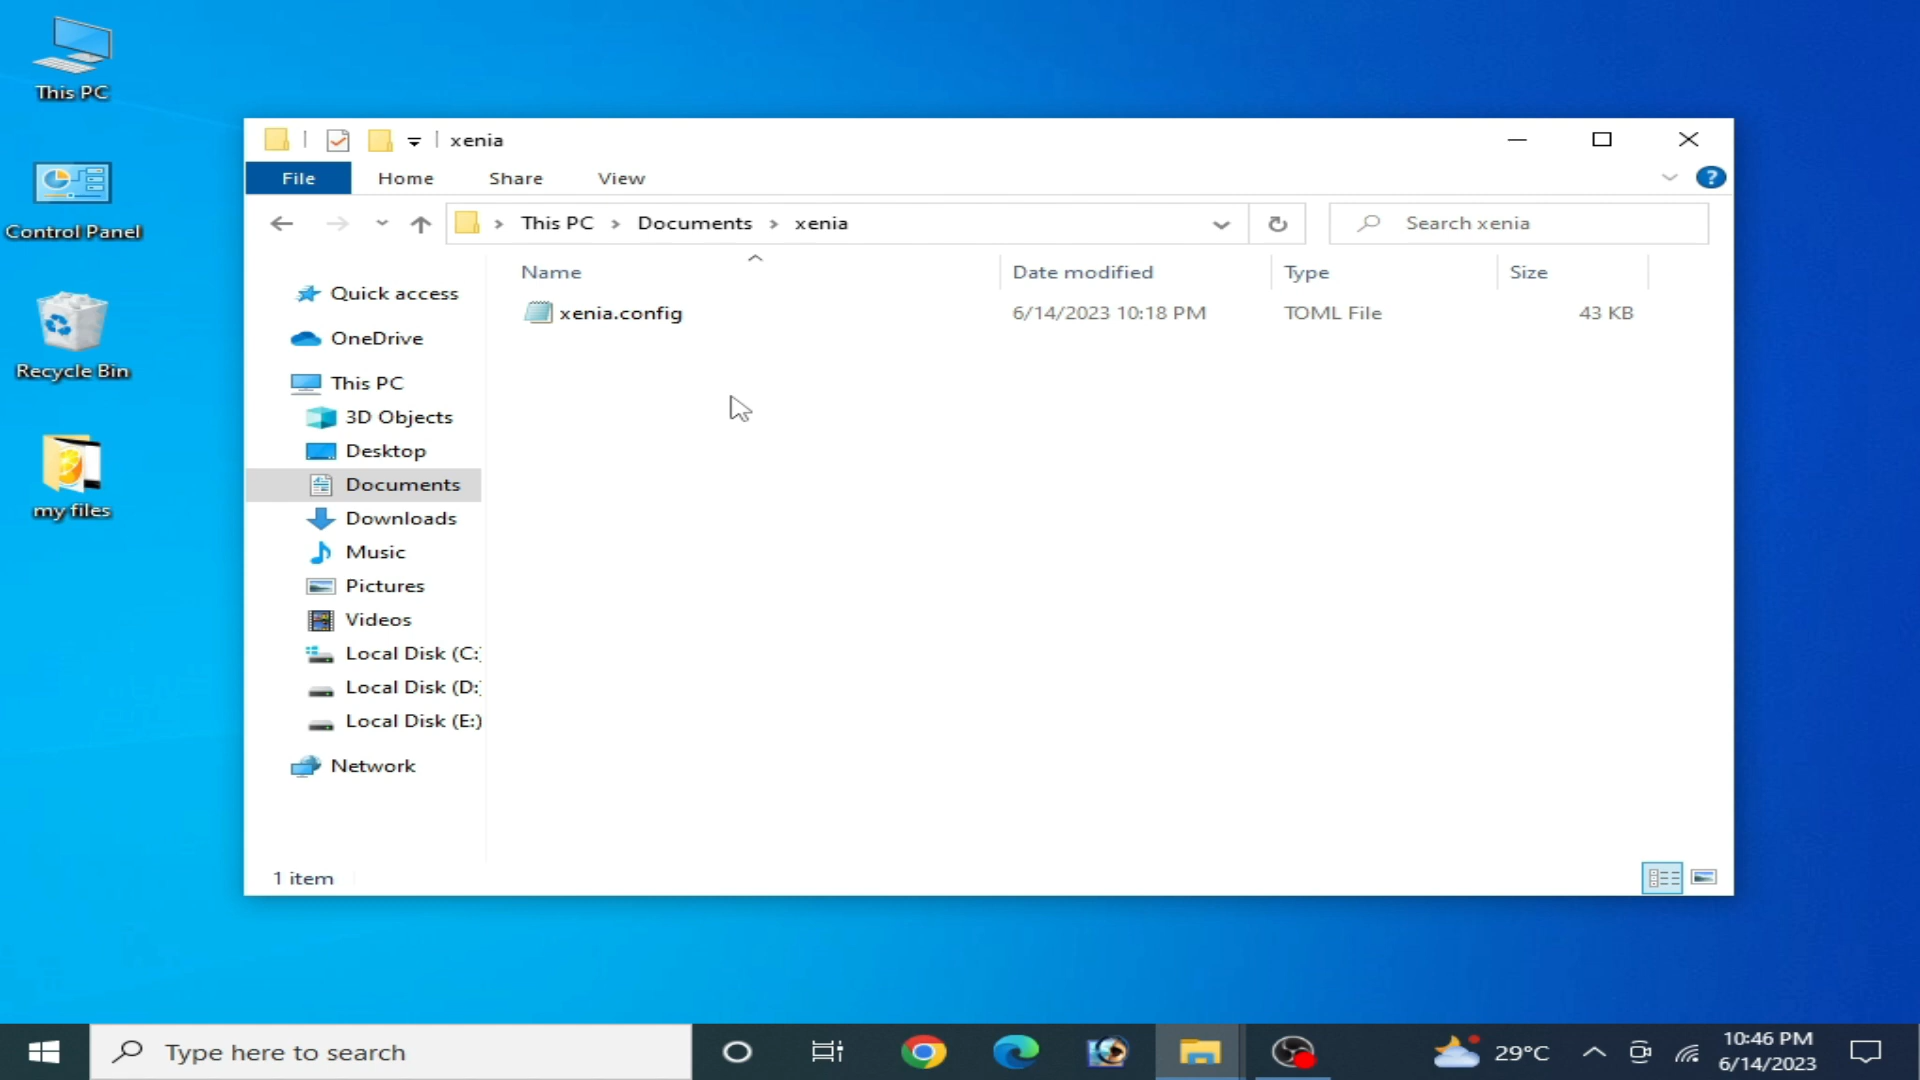 This PC
Control Panel
Recycle Bin
my files
xenia
File Home Share View
This PC Documents xenia
Search xenia
Name Date modified Type Size
xenia.config 6/14/2023 10:18 PM TOML File 43 KB
Quick access
OneDrive
This PC
3D Objects
Desktop
Documents
Downloads
Music
Pictures
Videos
Local Disk (C:
Local Disk (D:
Local Disk (E:)
Network
1 item
Type here to search
29°C
10:46 PM
6/14/2023